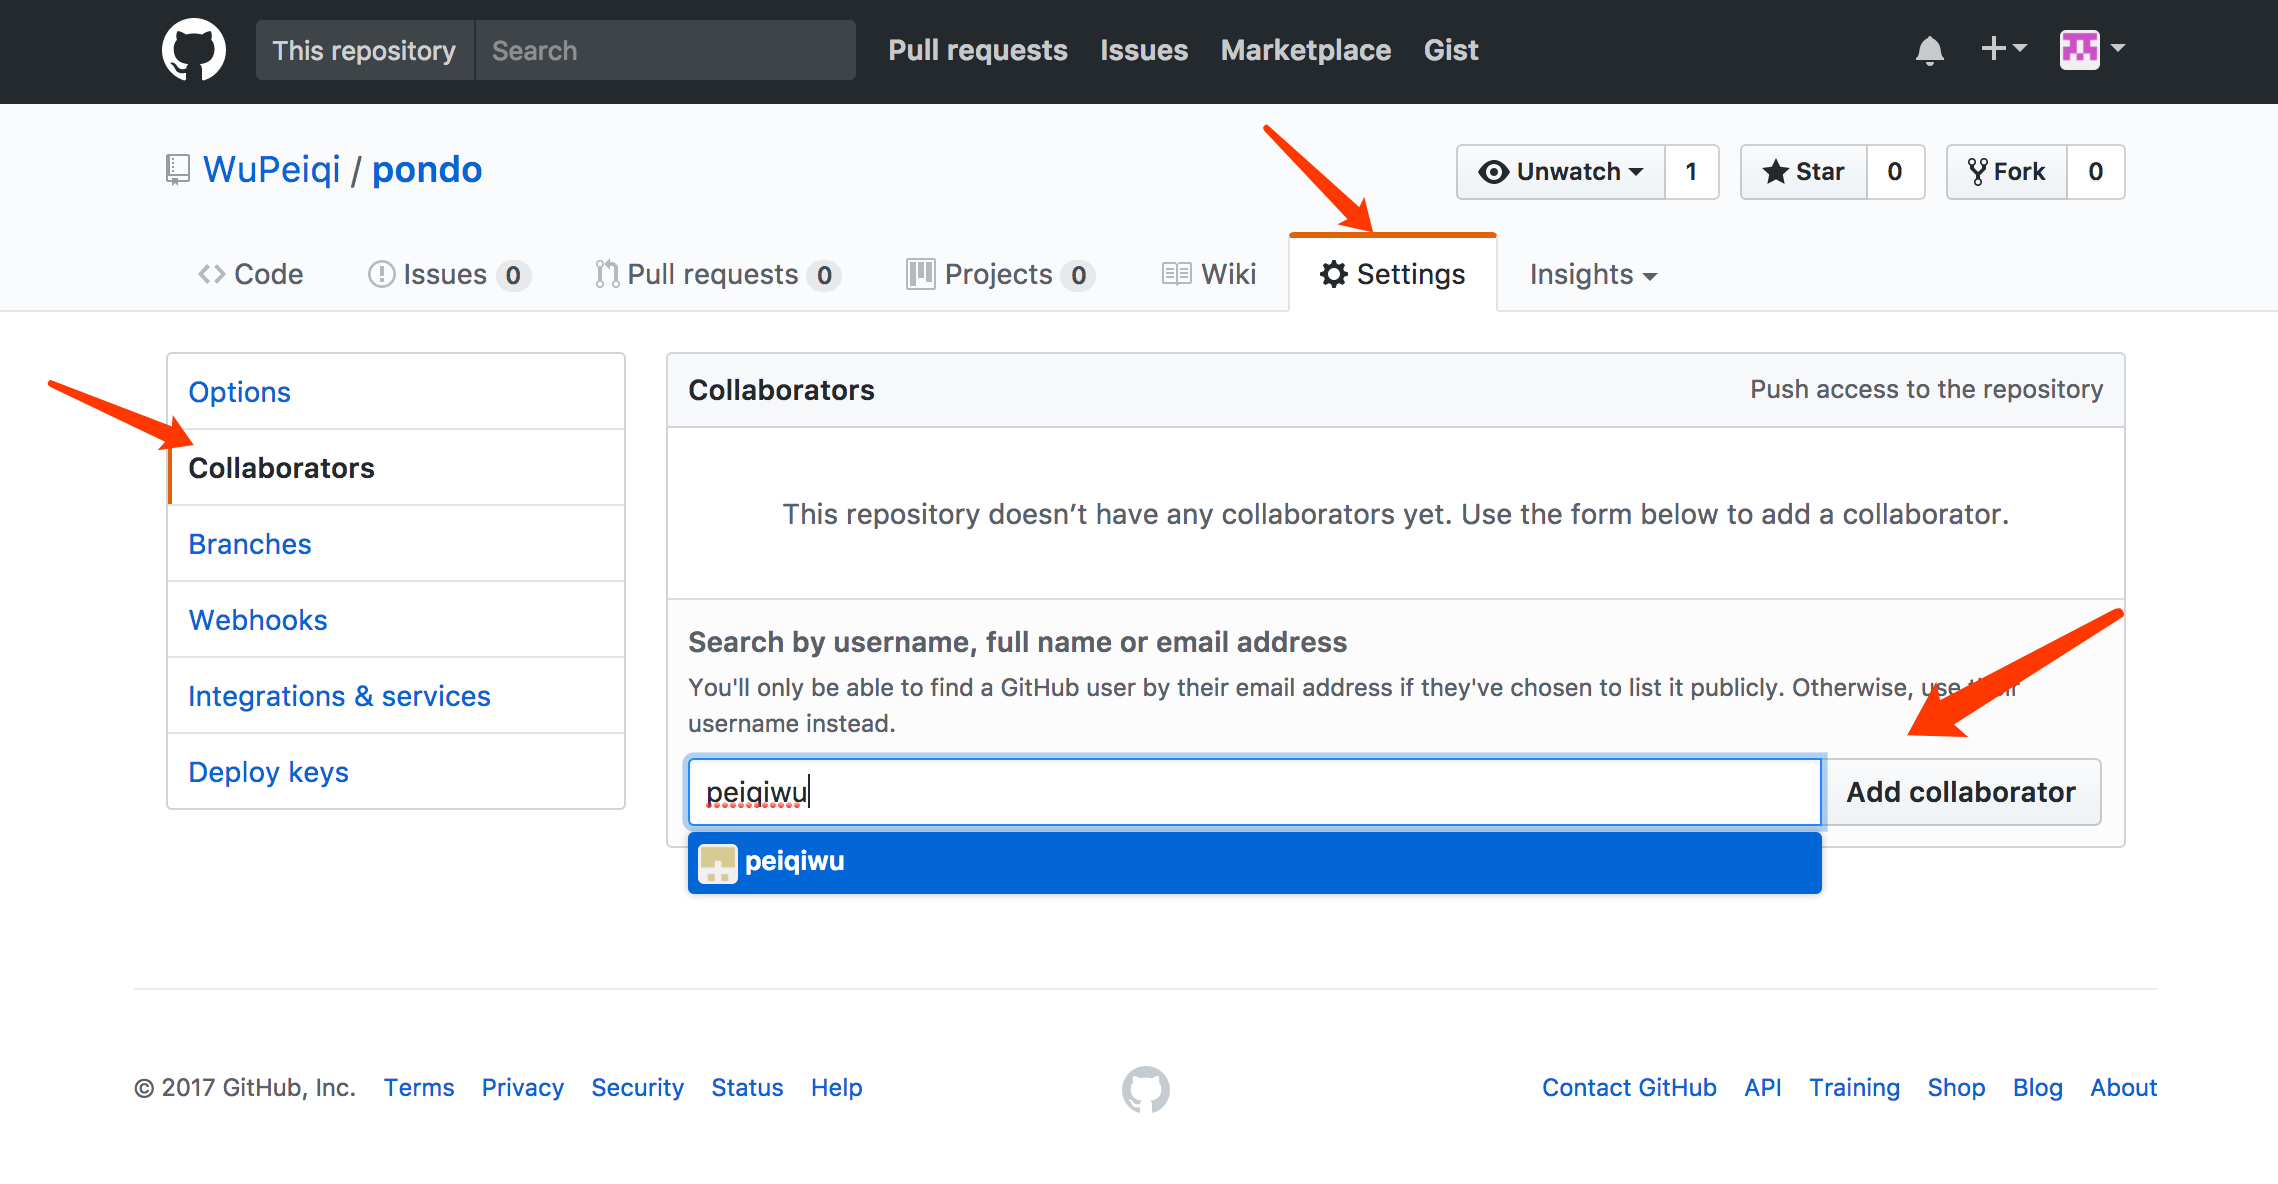 This repository Search Pull requests Issues Marketplace Gist
WuPeiqi / pondo Unwatch 1 Star 0 Fork 0
Code Issues 0 Pull requests 0 Projects 0 Wiki Settings Insights
Options
Collaborators
Branches
Webhooks
Integrations & services
Deploy keys
Collaborators Push access to the repository
This repository doesn’t have any collaborators yet. Use the form below to add a collaborator.
Search by username, full name or email address
You'll only be able to find a GitHub user by their email address if they've chosen to list it publicly. Otherwise, use their
username instead.
peiqiwu Add collaborator
peiqiwu
© 2017 GitHub, Inc. Terms Privacy Security Status Help Contact GitHub API Training Shop Blog About